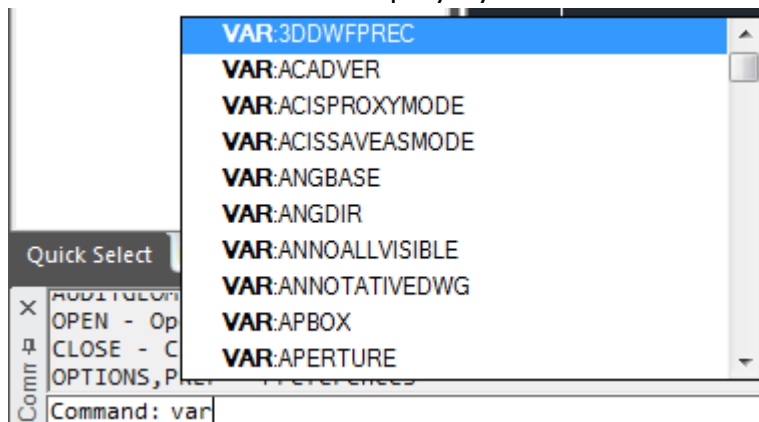 VAR:3DDWFPREC
VAR:ACADVER
VAR:ACISPROXYMODE
VAR:ACISSAVEASMODE
VAR:ANGBASE
VAR:ANGDIR
VAR:ANNOALLVISIBLE
VAR:ANNOTATIVEDWG
VAR:APBOX
VAR:APERTURE
Quick Select
OPEN - Op
CLOSE - C
OPTIONS,P
Comm
Command: var